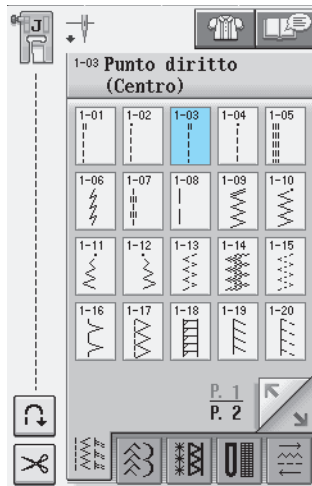 J
1-03 Punto diritto
(Centro)
1-01 1-02 1-03 1-04 1-05
1-06 1-07 1-08 1-09 1-10
1-11 1-12 1-13 1-14 1-15
1-16 1-17 1-18 1-19 1-20
P. 1
P. 2